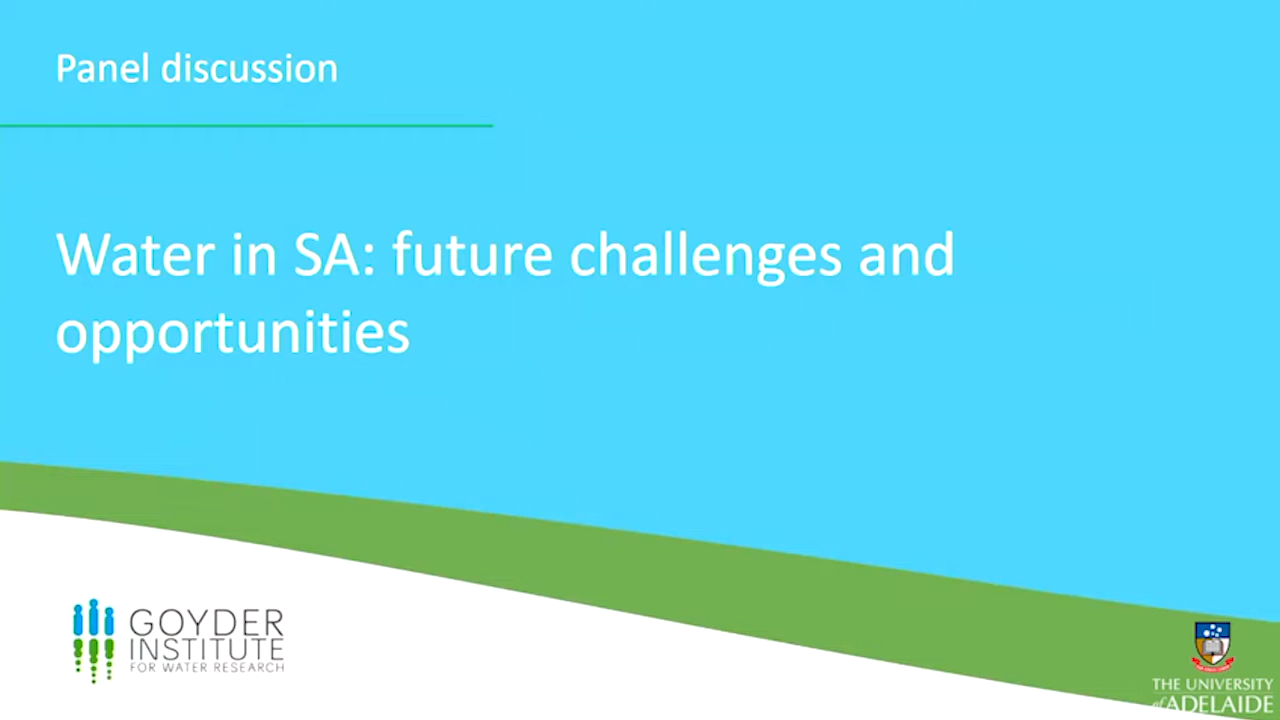 Panel discussion
Water in SA: future challenges and
opportunities
GOYDER
INSTITUTE
FOR WATER RESEARCH
THE UNIVERSITY
of ADELAIDE